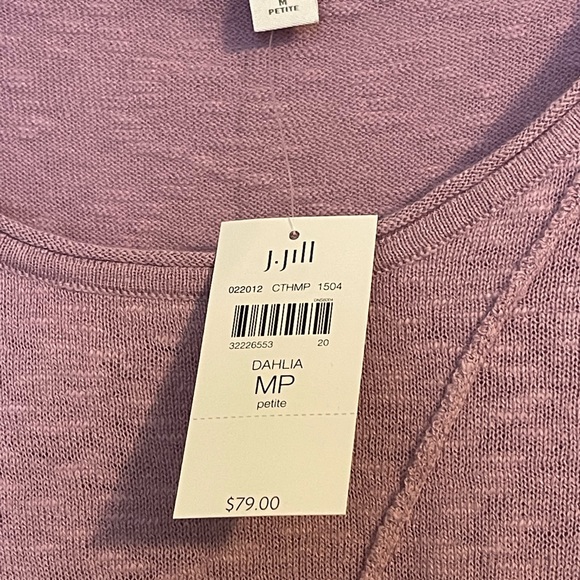 M
PETITE
J.Jill
022012 CTHMP 1504
32226553 20
DAHLIA
MP
petite
$79.00